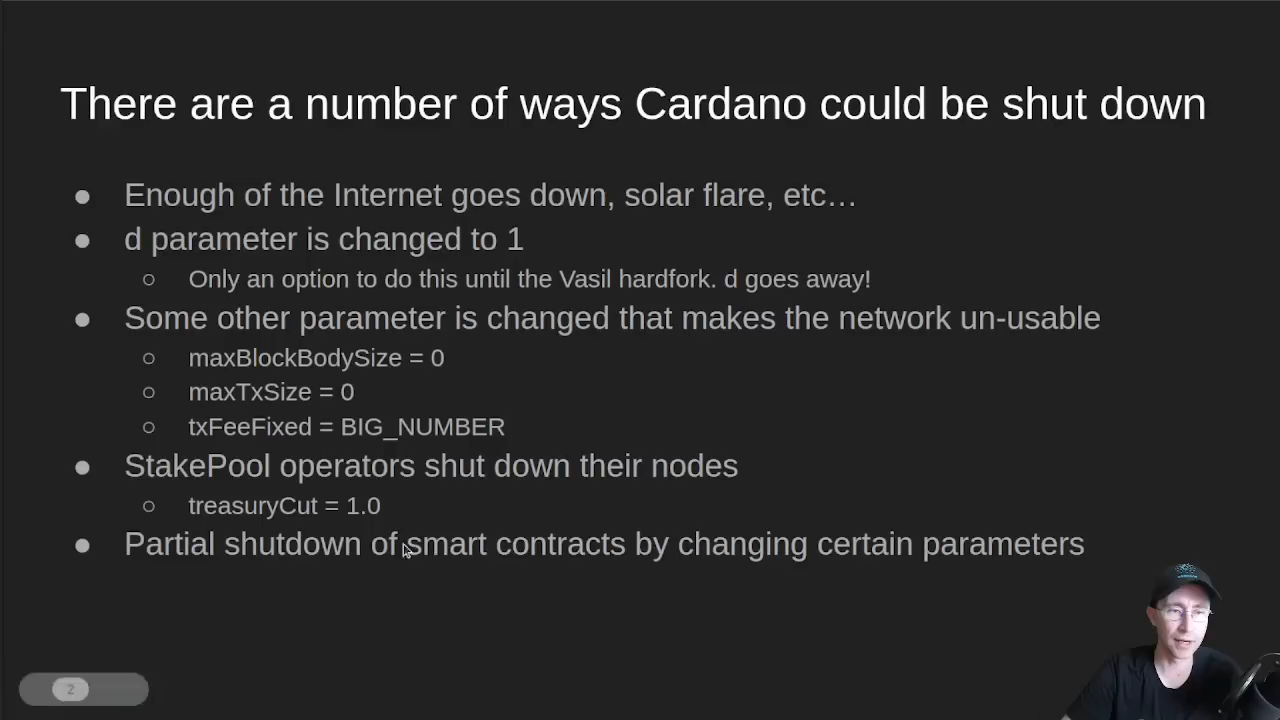 There are a number of ways Cardano could be shut down
● Enough of the Internet goes down, solar flare, etc…
● d parameter is changed to 1
○ Only an option to do this until the Vasil hardfork. d goes away!
● Some other parameter is changed that makes the network un-usable
○ maxBlockBodySize = 0
○ maxTxSize = 0
○ txFeeFixed = BIG_NUMBER
● StakePool operators shut down their nodes
○ treasuryCut = 1.0
● Partial shutdown of smart contracts by changing certain parameters
2